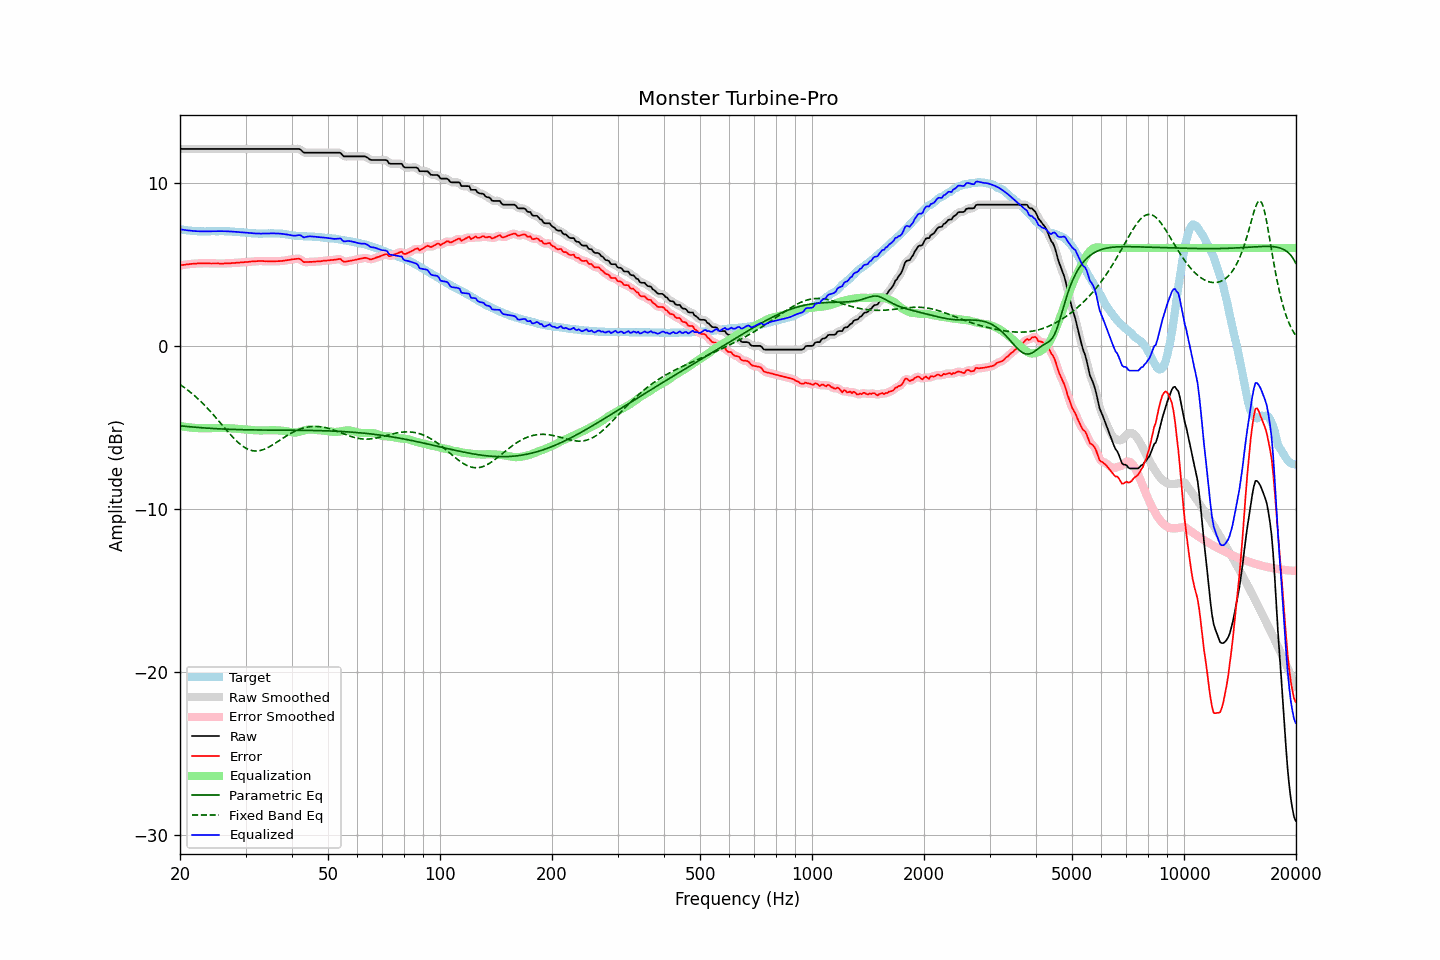 Monster Turbine-Pro
Amplitude (dBr)
10
0
−10
−20
−30
Target
Raw Smoothed
Error Smoothed
Raw
Error
Equalization
Parametric Eq
Fixed Band Eq
Equalized
20 50 100 200 500 1000 2000 5000 10000 20000
Frequency (Hz)